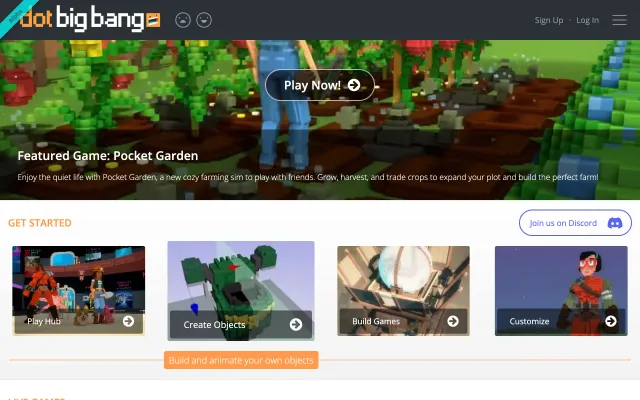 Alpha
dot big bang
Sign Up · Log In
Play Now!
Featured Game: Pocket Garden
Enjoy the quiet life with Pocket Garden, a new cozy farming sim to play with friends. Grow, harvest, and trade crops to expand your plot and build the perfect farm!
GET STARTED
Join us on Discord
Play Hub
Create Objects
Build Games
Customize
Build and animate your own objects